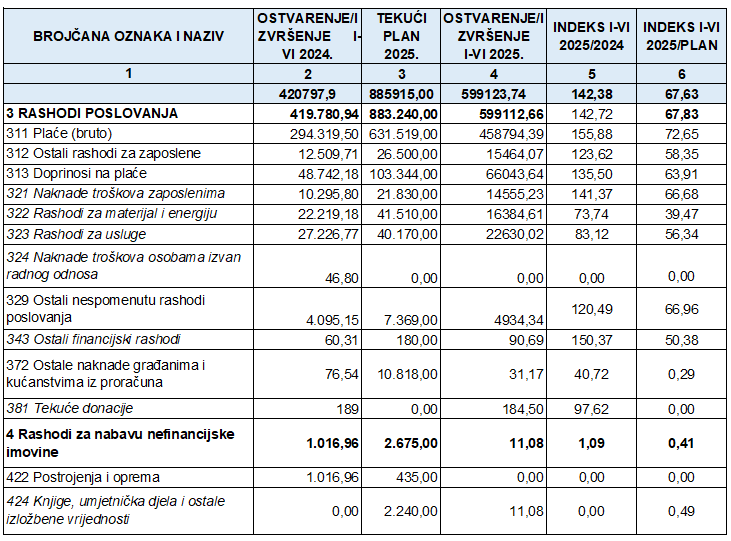 BROJČANA OZNAKA I NAZIV OSTVARENJE/I ZVRŠENJE I-VI 2024. TEKUĆI PLAN 2025. OSTVARENJE/I ZVRŠENJE I-VI 2025. INDEKS I-VI 2025/2024 INDEKS I-VI 2025/PLAN
1 2 3 4 5 6
420797,9 885915,00 599123,74 142,38 67,63
3 RASHODI POSLOVANJA 419.780,94 883.240,00 599112,66 142,72 67,83
311 Plaće (bruto) 294.319,50 631.519,00 458794,39 155,88 72,65
312 Ostali rashodi za zaposlene 12.509,71 26.500,00 15464,07 123,62 58,35
313 Doprinosi na plaće 48.742,18 103.344,00 66043,64 135,50 63,91
321 Naknade troškova zaposlenima 10.295,80 21.830,00 14555,23 141,37 66,68
322 Rashodi za materijal i energiju 22.219,18 41.510,00 16384,61 73,74 39,47
323 Rashodi za usluge 27.226,77 40.170,00 22630,02 83,12 56,34
324 Naknade troškova osobama izvan
radnog odnosa 46,80 0,00 0,00 0,00 0,00
329 Ostali nespomenutu rashodi
poslovanja 4.095,15 7.369,00 4934,34 120,49 66,96
343 Ostali financijski rashodi 60,31 180,00 90,69 150,37 50,38
372 Ostale naknade građanima i
kućanstvima iz proračuna 76,54 10.818,00 31,17 40,72 0,29
381 Tekuće donacije 189 0,00 184,50 97,62 0,00
4 Rashodi za nabavu nefinancijske
imovine 1.016,96 2.675,00 11,08 1,09 0,41
422 Postrojenja i oprema 1.016,96 435,00 0,00 0,00 0,00
424 Knjige, umjetnička djela i ostale
izložbene vrijednosti 0,00 2.240,00 11,08 0,00 0,49